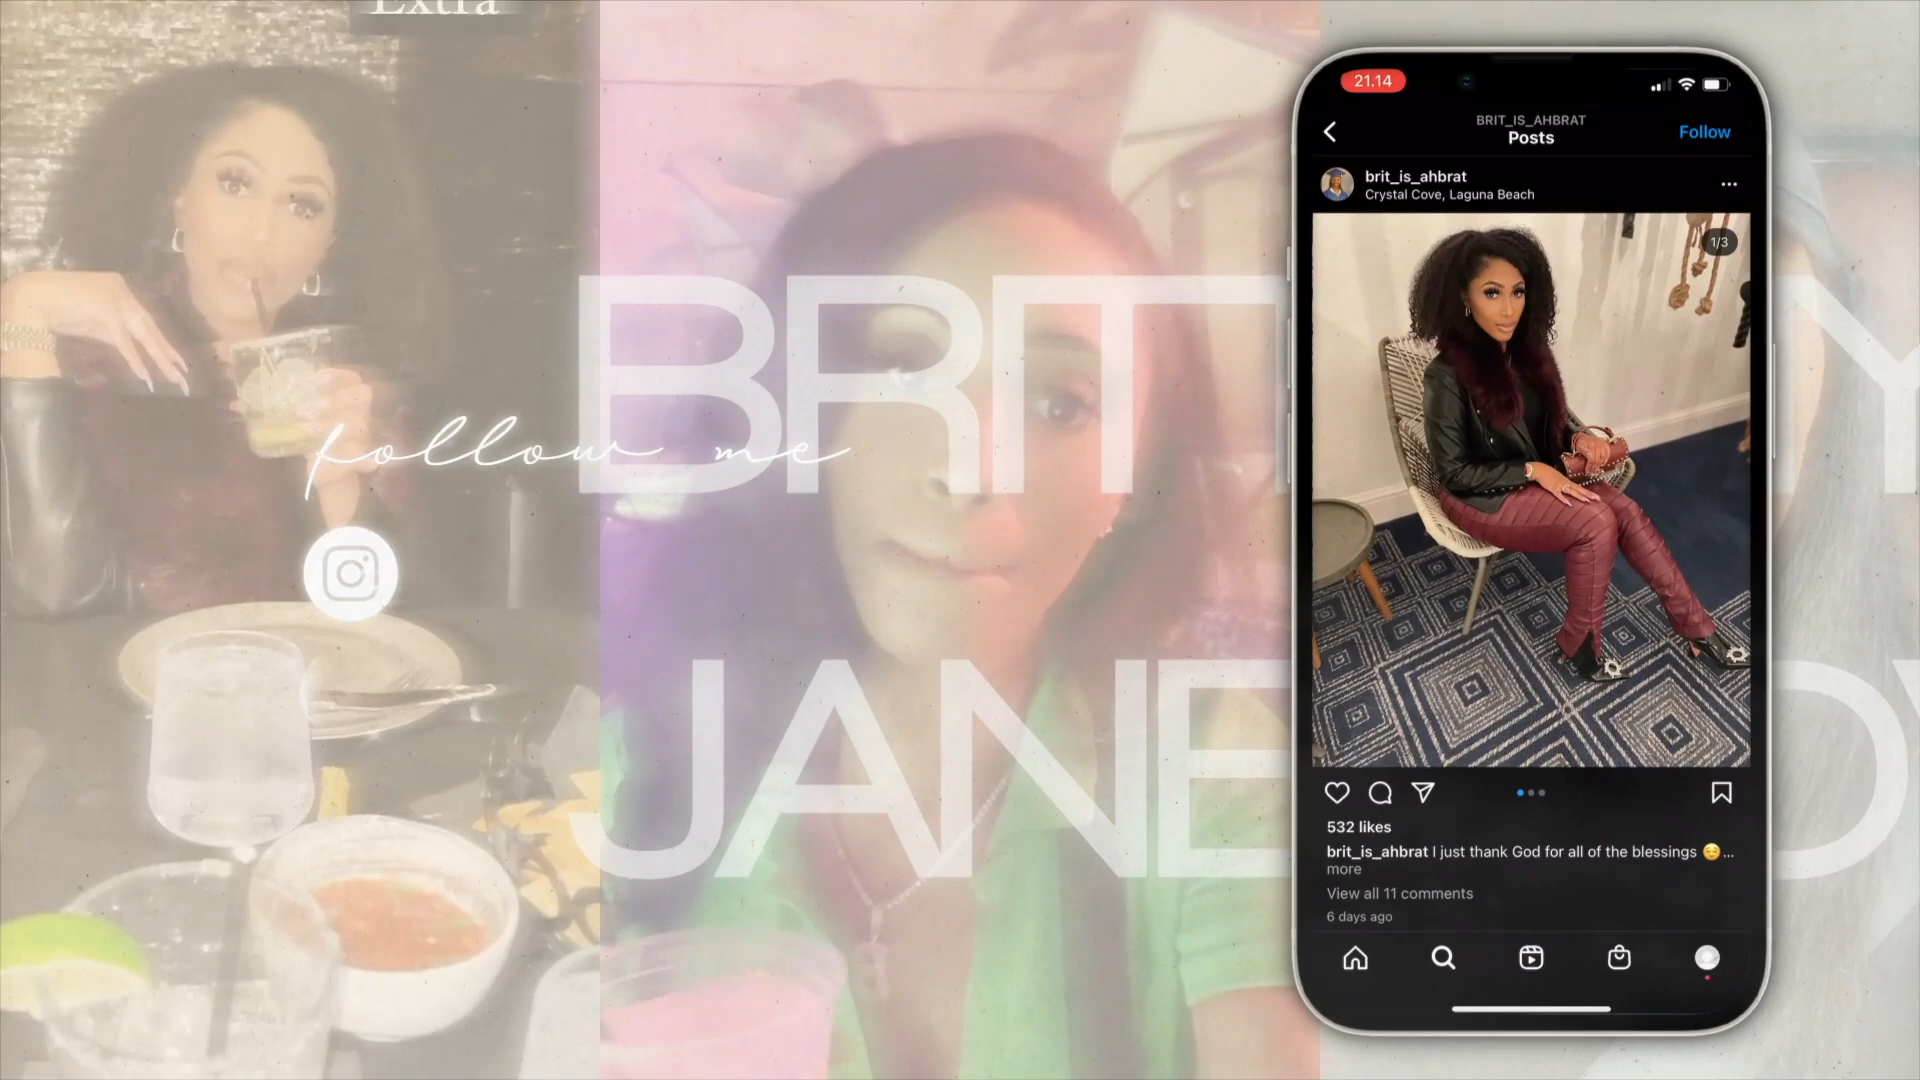 Extra
follow me
BRITT
Y
JANE
21.14
BRIT_IS_AHBRAT
Posts
Follow
brit_is_ahbrat
Crystal Cove, Laguna Beach
1/3
532 likes
brit_is_ahbrat I just thank God for all of the blessings 😌...
more
View all 11 comments
6 days ago